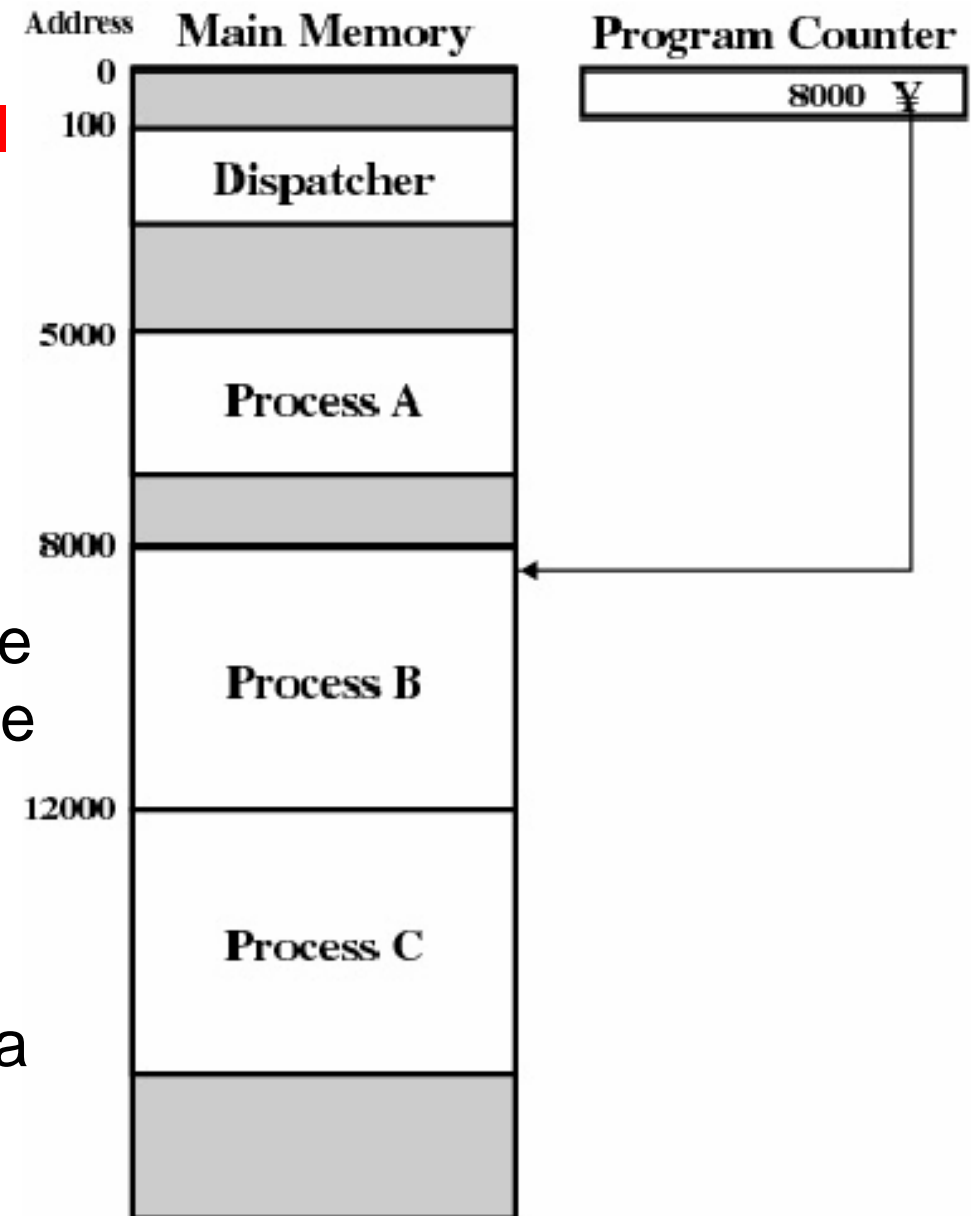 Address Main Memory Program Counter
0
8000 ¥
100
Dispatcher
5000
Process A
8000
e
Process B
e
12000
Process C
a